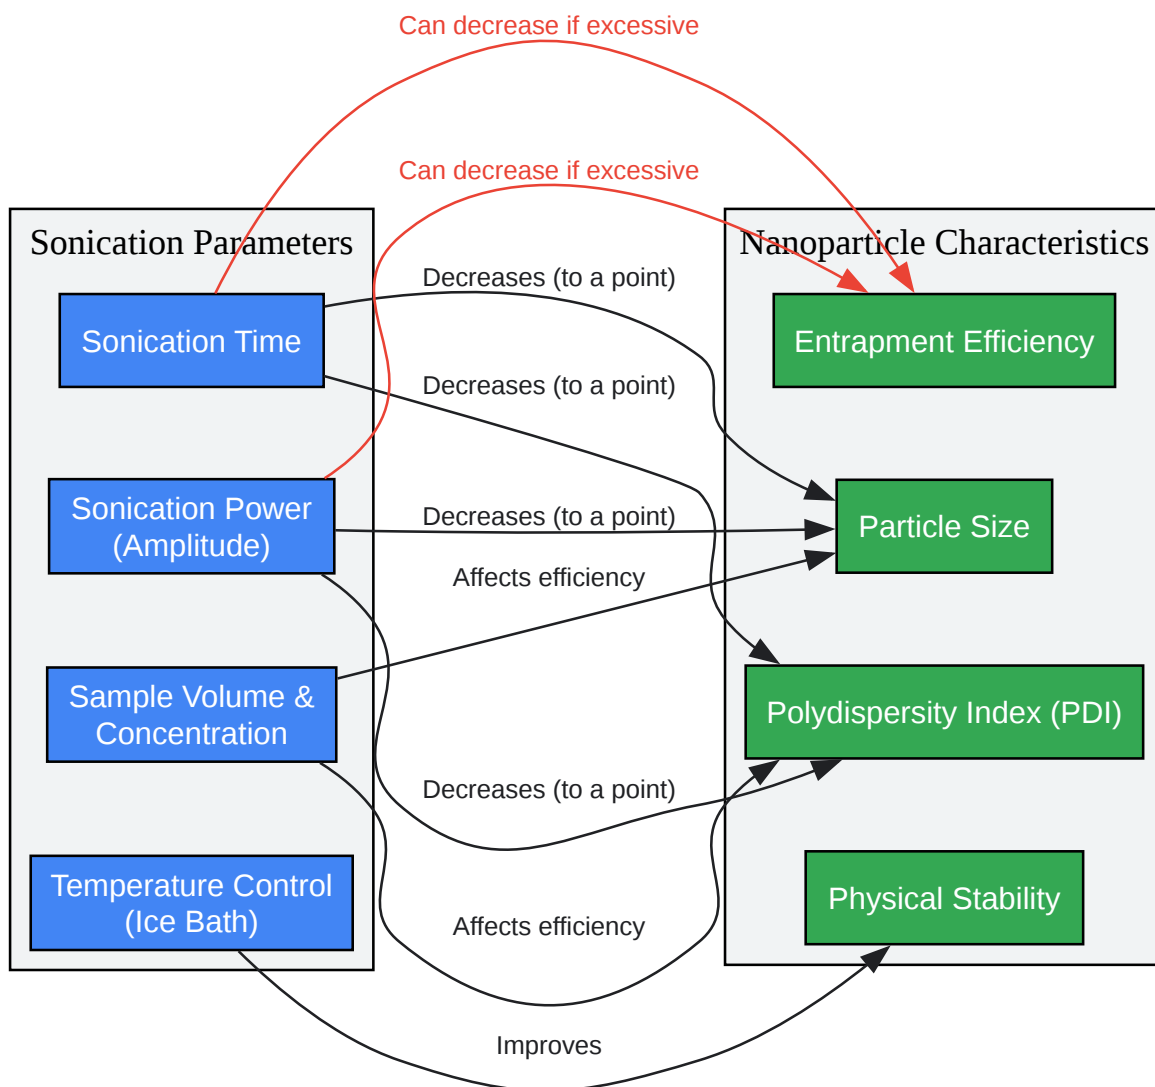 Can decrease if excessive
Can decrease if excessive
Sonication Parameters
Nanoparticle Characteristics
Decreases (to a point)
Sonication Time
Entrapment Efficiency
Decreases (to a point)
Sonication Power
(Amplitude)
Decreases (to a point)
Particle Size
Affects efficiency
Sample Volume &
Concentration
Polydispersity Index (PDI)
Decreases (to a point)
Temperature Control
(Ice Bath)
Affects efficiency
Physical Stability
Improves